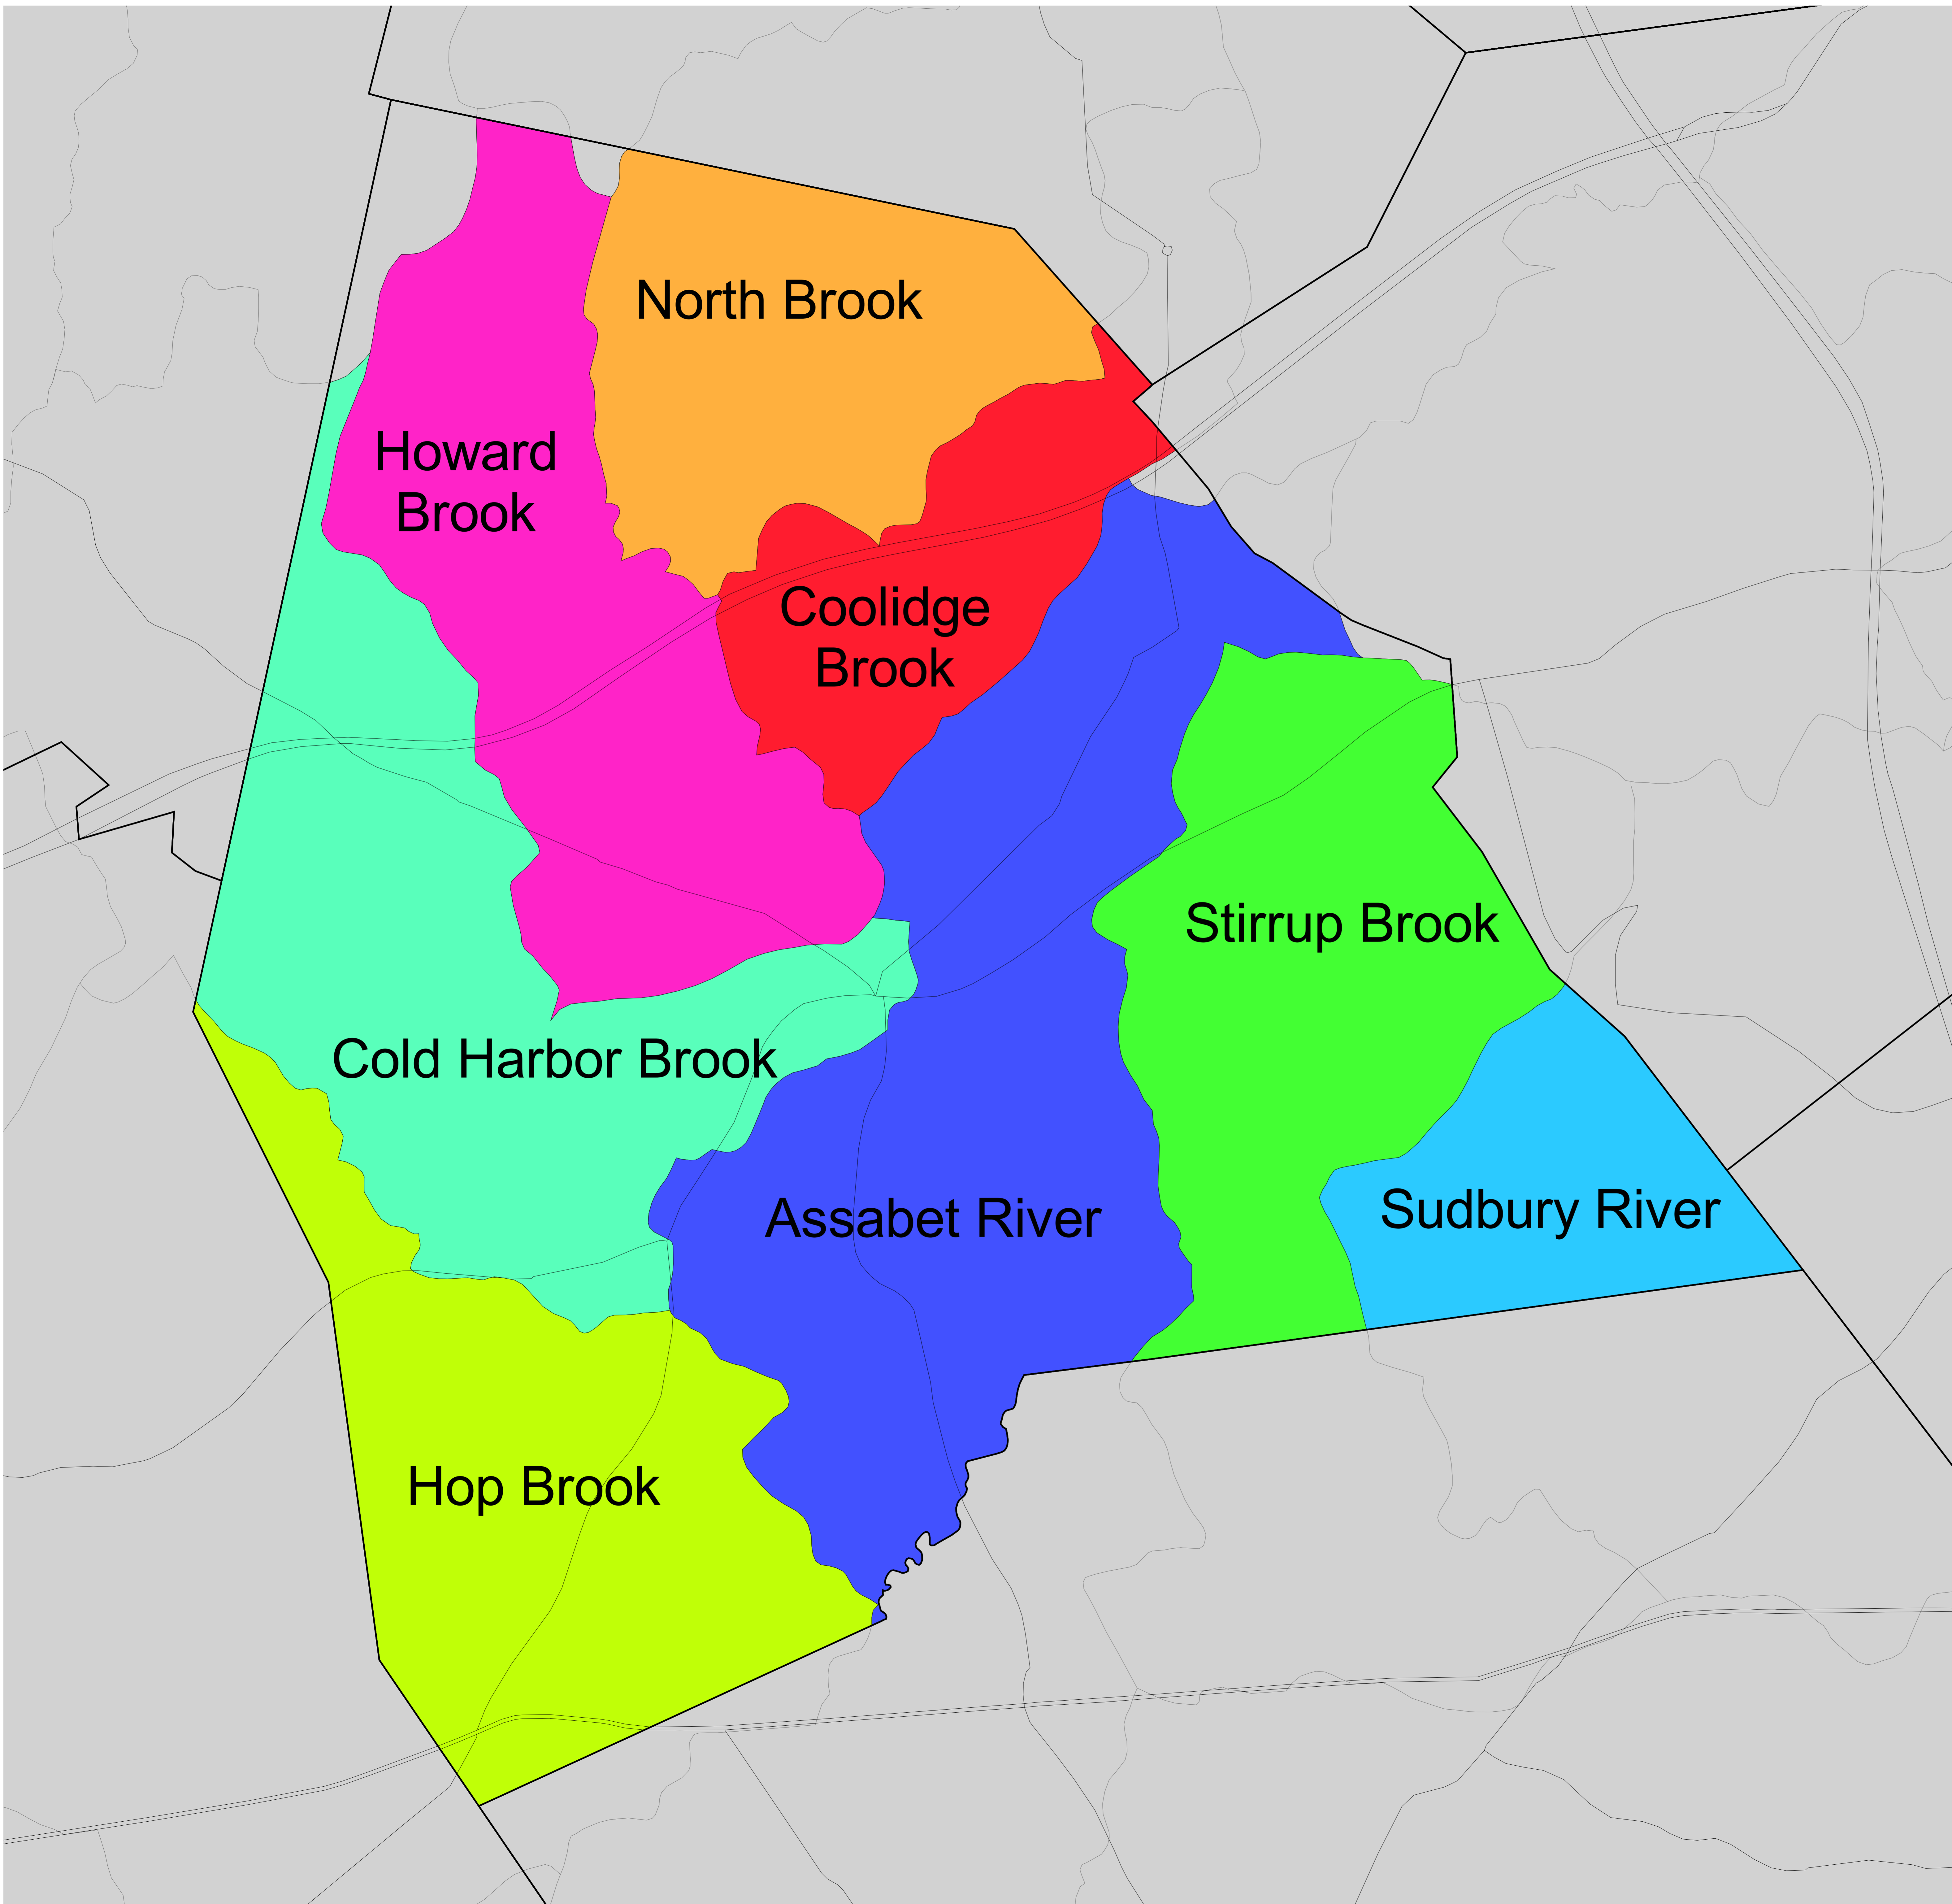 North Brook
Howard
Brook
Coolidge
Brook
Stirrup Brook
Cold Harbor Brook
Assabet River
Sudbury River
Hop Brook